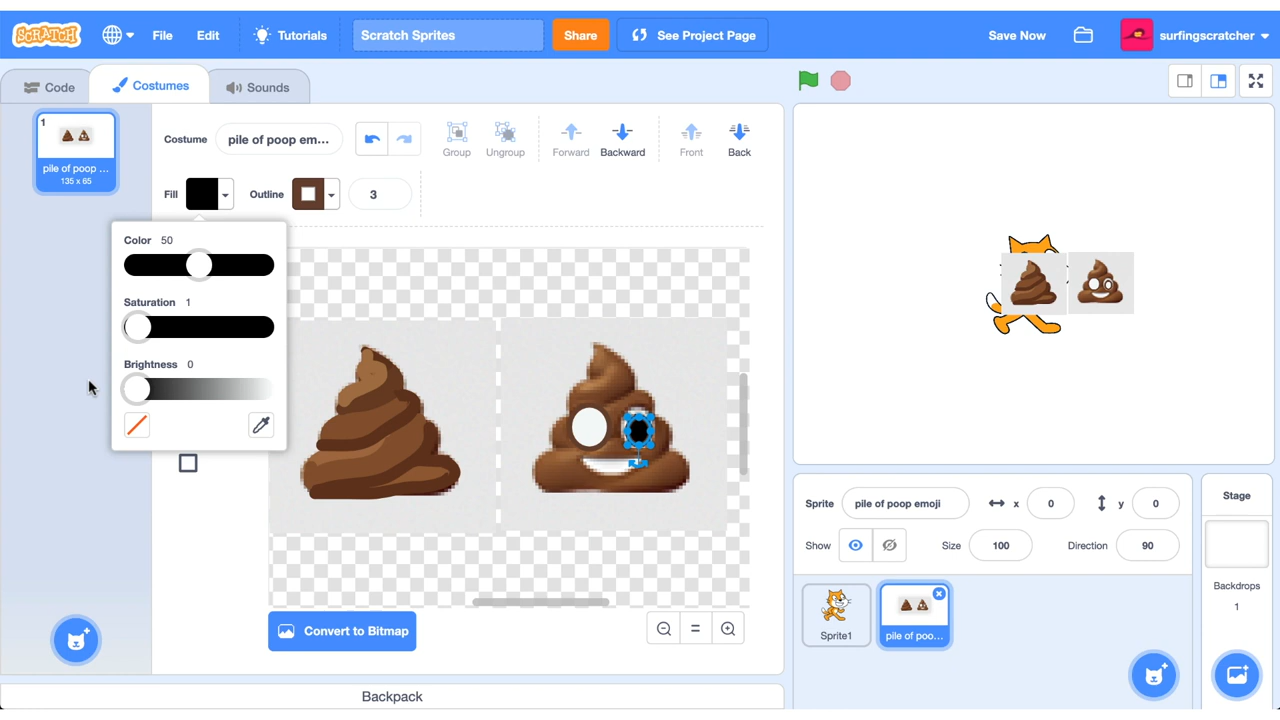 SCRATCH File Edit Tutorials Scratch Sprites Share See Project Page Save Now surfingscratcher
Code Costumes Sounds
1
pile of poop ...
135 x 65
Costume pile of poop em... Group Ungroup Forward Backward Front Back
Fill Outline 3
Color 50
Saturation 1
Brightness 0
Convert to Bitmap
Backpack
Sprite pile of poop emoji x 0 y 0
Show Size 100 Direction 90
Sprite1 pile of poo...
Stage
Backdrops
1